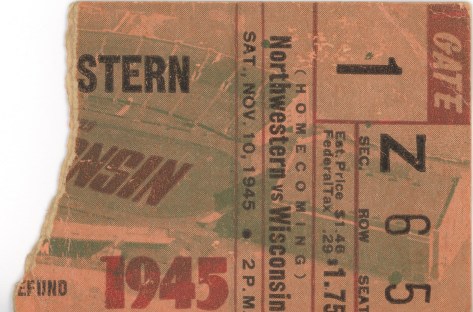 STERN
NSIN
EFUND
1945
SAT., NOV. 10, 1945 • 2 P.M.
Northwestern vs Wisconsin
(HOMECOMING)
Est. Price $1.46
Federal Tax .29
$1.75
GATE
1
SEC. ROW SEAT
Z 6 5